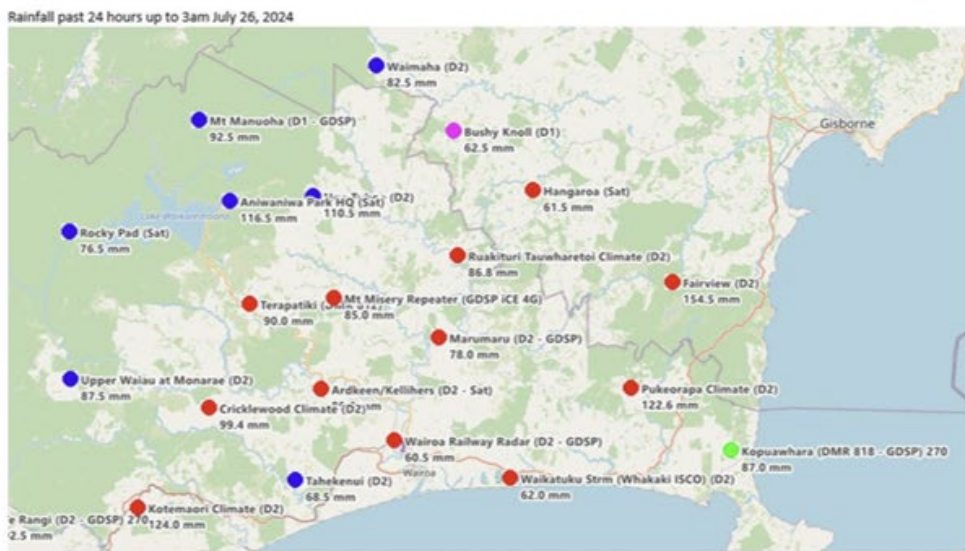 Rainfall past 24 hours up to 3am July 26, 2024
Waimaha (D2)
82.5 mm
Mt Manuoha (D1 - GDSP)
92.5 mm
Bushy Knoll (D1)
62.5 mm
Gisborne
Hangaroa (Sat)
61.5 mm
(D2)
Aniwaniwa Park HQ (Sat)
110.5 mm
116.5 mm
Rocky Pad (Sat)
76.5 mm
Ruakituri Tauwharetoi Climate (D2)
86.8 mm
Fairview (D2)
154.5 mm
Mt Misery Repeater (GDSP iCE 4G)
85.0 mm
Terapatiki
90.0 mm
Marumaru (D2 - GDSP)
78.0 mm
Upper Waiau at Monarae (D2)
87.5 mm
Ardkeen/Kellihers (D2 - Sat)
Pukeorapa Climate (D2)
122.6 mm
Cricklewood Climate (D2)
99.4 mm
Wairoa Railway Radar (D2 - GDSP)
60.5 mm
Wairoa
Kopuawhara (DMR 818 - GDSP) 270
87.0 mm
Tahekenui (D2)
68.5 mm
Waikatuku Strm (Whakaki ISCO) (D2)
62.0 mm
Kotemaori Climate (D2)
124.0 mm
Rangi (D2 - GDSP) 270
2.5 mm